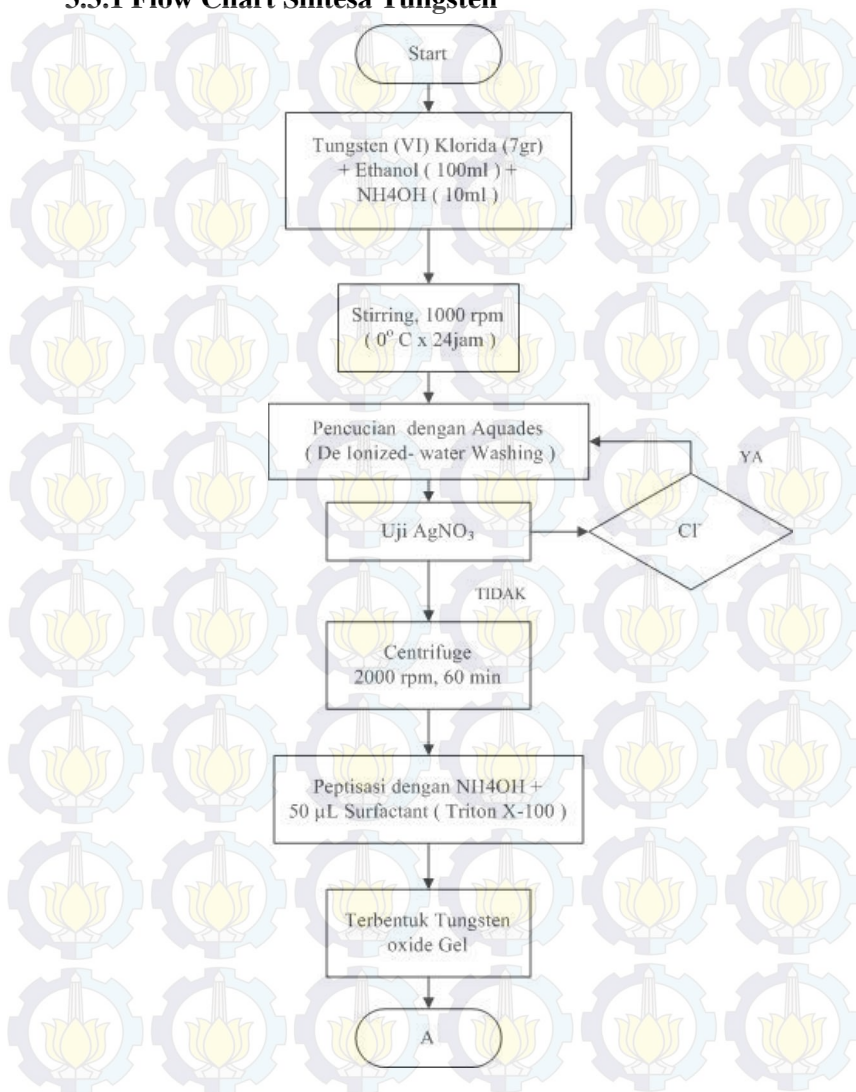 3.3.1 Flow Chart Sintesa Tungsten
Start
Tungsten (VI) Klorida (7gr)
+ Ethanol ( 100ml ) +
NH4OH ( 10ml )
Stirring, 1000 rpm
( 0° C x 24jam )
Pencucian dengan Aquades
( De Ionized- water Washing )
YA
Uji AgNO₃
Cl⁻
TIDAK
Centrifuge
2000 rpm, 60 min
Peptisasi dengan NH4OH +
50 µL Surfactant ( Triton X-100 )
Terbentuk Tungsten
oxide Gel
A